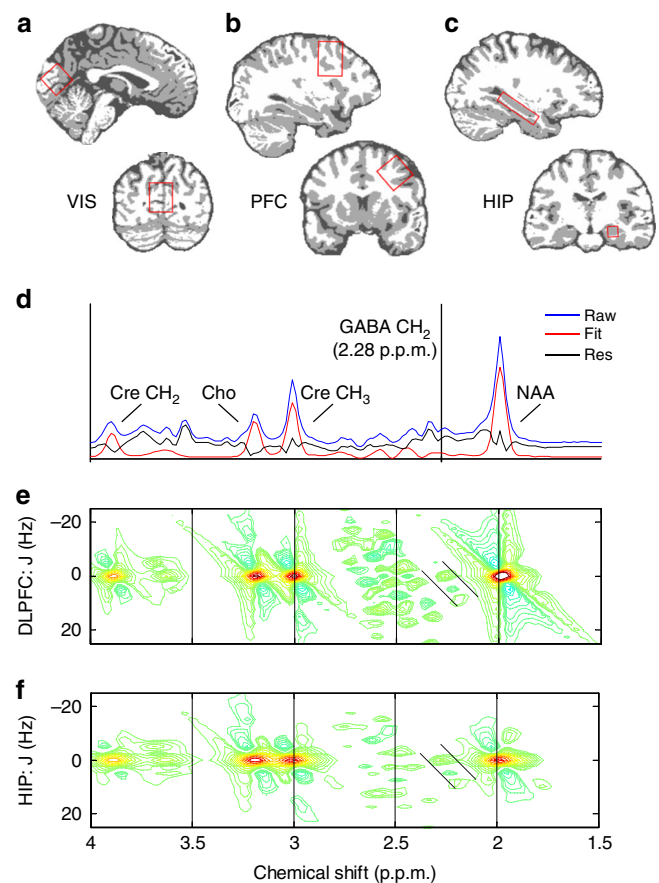 a
b
c
VIS
PFC
HIP
d
GABA CH₂
(2.28 p.p.m.)
Raw
Fit
Res
Cre CH₂
Cho
Cre CH₃
NAA
e
DLPFC: J (Hz)
−20
0
20
f
HIP: J (Hz)
−20
0
20
4
3.5
3
2.5
2
1.5
Chemical shift (p.p.m.)